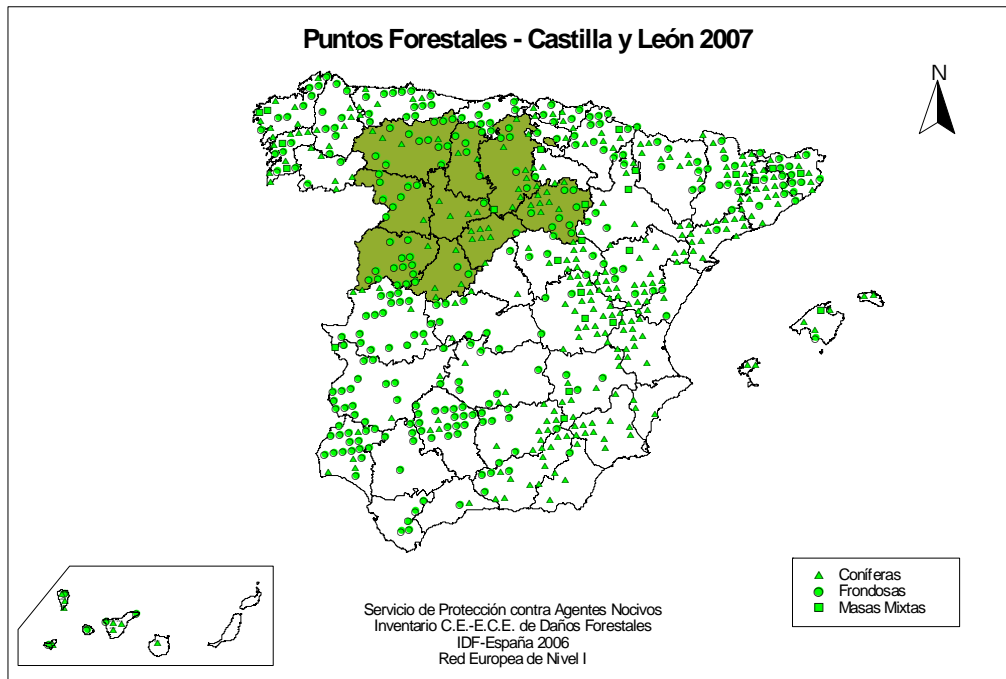 Puntos Forestales - Castilla y León 2007
N
Coníferas
Frondosas
Masas Mixtas
Servicio de Protección contra Agentes Nocivos
Inventario C.E.-E.C.E. de Daños Forestales
IDF-España 2006
Red Europea de Nivel I